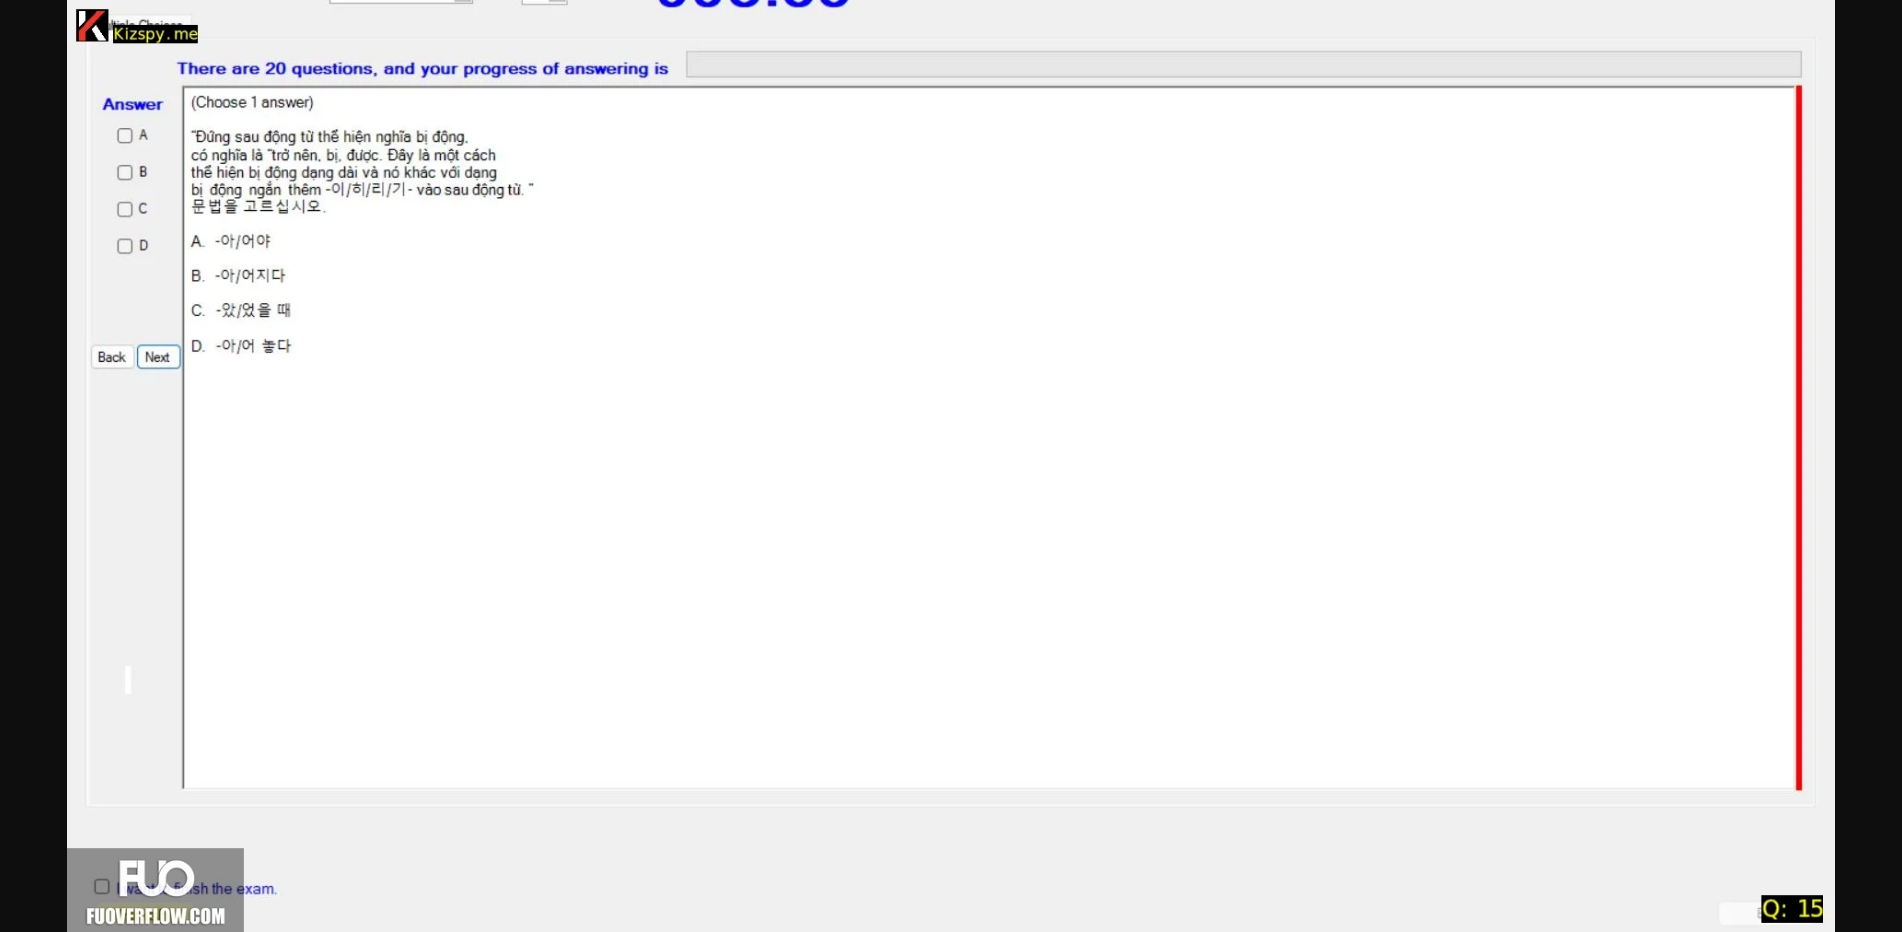 Kizspy.me
There are 20 questions, and your progress of answering is
Answer
A
B
C
D
Back
Next
(Choose 1 answer)
"Đứng sau động từ thể hiện nghĩa bị động,
có nghĩa là "trở nên, bị, được. Đây là một cách
thể hiện bị động dạng dài và nó khác với dạng
bị động ngắn thêm -이/히/리/기- vào sau động từ. "
문법을 고르십시오.
A. -아/어야
B. -아/어지다
C. -았/었을 때
D. -아/어 놓다
FUO
the exam.
FUOVERFLOW.COM
Q: 15